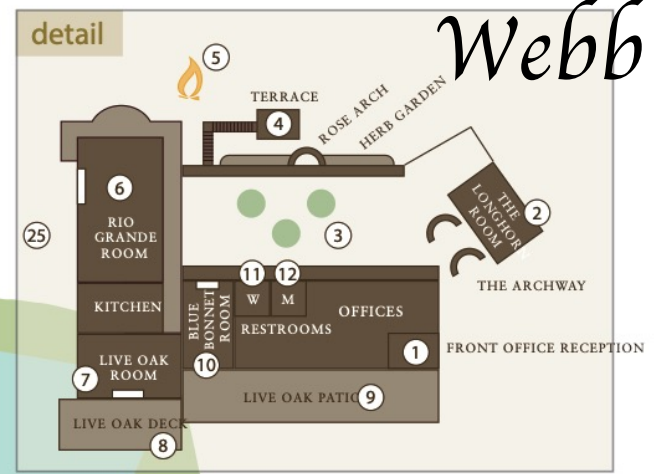 detail
Webb
5
TERRACE
4
ROSE ARCH
HERB GARDEN
6
RIO
GRANDE
ROOM
25
3
THE
LONGHORN
ROOM
2
THE ARCHWAY
11
12
W
M
KITCHEN
BLUE
BONNET
ROOM
10
RESTROOMS
OFFICES
1
FRONT OFFICE RECEPTION
LIVE OAK
ROOM
7
LIVE OAK PATIO
9
LIVE OAK DECK
8